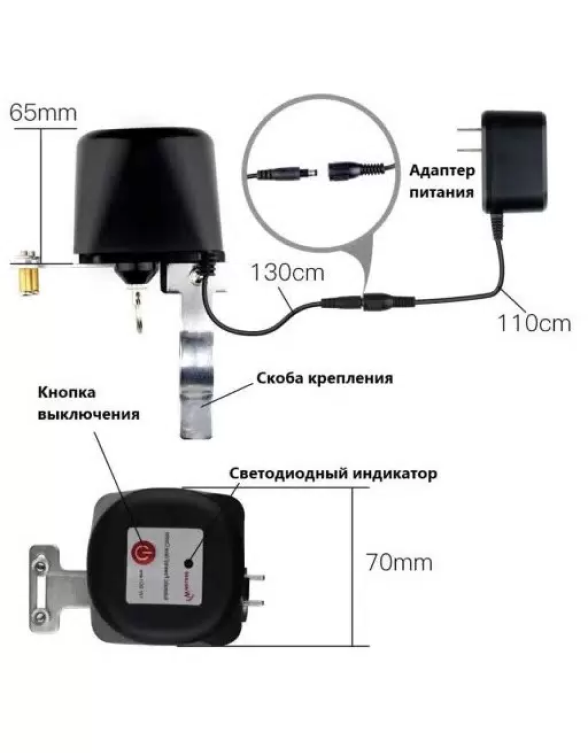 65mm
Адаптер
питания
130cm
110cm
Скоба крепления
Кнопка
выключения
Светодиодный индикатор
70mm